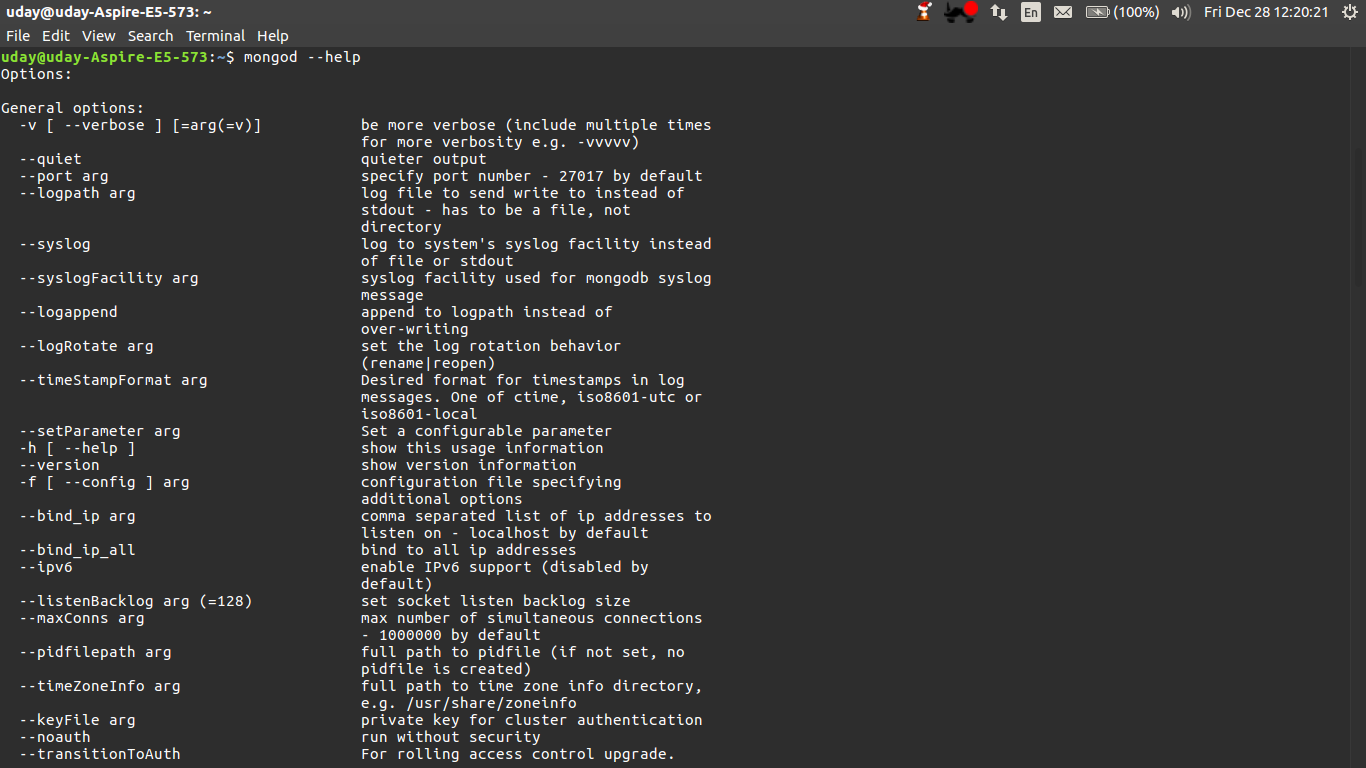 uday@uday-Aspire-E5-573: ~
En (100%) Fri Dec 28 12:20:21
File Edit View Search Terminal Help
uday@uday-Aspire-E5-573:~$ mongod --help
Options:
General options:
-v [ --verbose ] [=arg(=v)] be more verbose (include multiple times
for more verbosity e.g. -vvvvv)
--quiet quieter output
--port arg specify port number - 27017 by default
--logpath arg log file to send write to instead of
stdout - has to be a file, not
directory
--syslog log to system's syslog facility instead
of file or stdout
--syslogFacility arg syslog facility used for mongodb syslog
message
--logappend append to logpath instead of
over-writing
--logRotate arg set the log rotation behavior
(rename|reopen)
--timeStampFormat arg Desired format for timestamps in log
messages. One of ctime, iso8601-utc or
iso8601-local
--setParameter arg Set a configurable parameter
-h [ --help ] show this usage information
--version show version information
-f [ --config ] arg configuration file specifying
additional options
--bind_ip arg comma separated list of ip addresses to
listen on - localhost by default
--bind_ip_all bind to all ip addresses
--ipv6 enable IPv6 support (disabled by
default)
--listenBacklog arg (=128) set socket listen backlog size
--maxConns arg max number of simultaneous connections
- 1000000 by default
--pidfilepath arg full path to pidfile (if not set, no
pidfile is created)
--timeZoneInfo arg full path to time zone info directory,
e.g. /usr/share/zoneinfo
--keyFile arg private key for cluster authentication
--noauth run without security
--transitionToAuth For rolling access control upgrade.